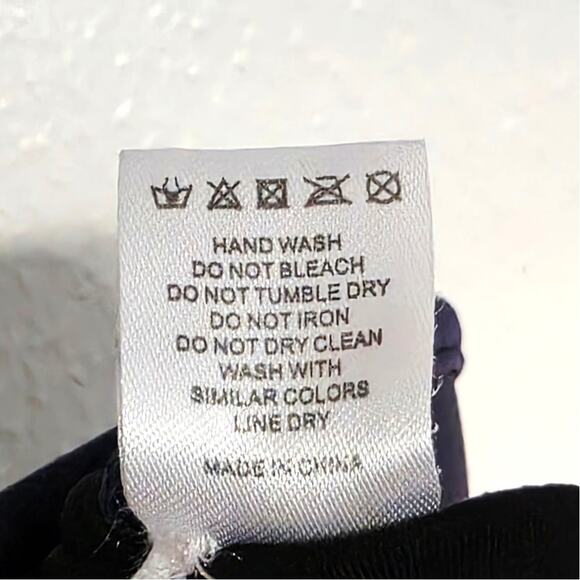 HAND WASH
DO NOT BLEACH
DO NOT TUMBLE DRY
DO NOT IRON
DO NOT DRY CLEAN
WASH WITH
SIMILAR COLORS
LINE DRY
MADE IN CHINA